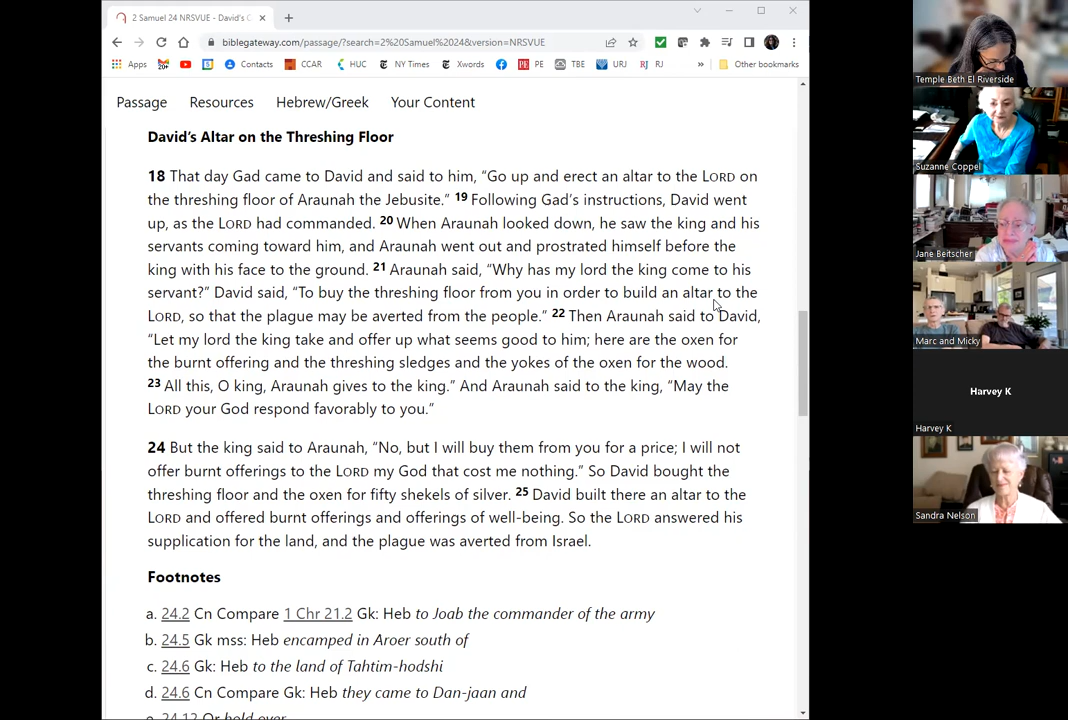 2 Samuel 24 NRSVUE - David's C
biblegateway.com/passage/?search=2%20Samuel%2024&version=NRSVUE
Apps 20+ Contacts CCAR HUC NY Times Xwords PE TBE URJ RJ RJ » Other bookmarks
Passage Resources Hebrew/Greek Your Content
David's Altar on the Threshing Floor
18 That day Gad came to David and said to him, “Go up and erect an altar to the LORD on
the threshing floor of Araunah the Jebusite.” 19 Following Gad's instructions, David went
up, as the LORD had commanded. 20 When Araunah looked down, he saw the king and his
servants coming toward him, and Araunah went out and prostrated himself before the
king with his face to the ground. 21 Araunah said, “Why has my lord the king come to his
servant?” David said, “To buy the threshing floor from you in order to build an altar to the
LORD, so that the plague may be averted from the people.” 22 Then Araunah said to David,
“Let my lord the king take and offer up what seems good to him; here are the oxen for
the burnt offering and the threshing sledges and the yokes of the oxen for the wood.
23 All this, O king, Araunah gives to the king.” And Araunah said to the king, “May the
LORD your God respond favorably to you.”
24 But the king said to Araunah, “No, but I will buy them from you for a price; I will not
offer burnt offerings to the LORD my God that cost me nothing.” So David bought the
threshing floor and the oxen for fifty shekels of silver. 25 David built there an altar to the
LORD and offered burnt offerings and offerings of well-being. So the LORD answered his
supplication for the land, and the plague was averted from Israel.
Footnotes
a. 24.2 Cn Compare 1 Chr 21.2 Gk: Heb to Joab the commander of the army
b. 24.5 Gk mss: Heb encamped in Aroer south of
c. 24.6 Gk: Heb to the land of Tahtim-hodshi
d. 24.6 Cn Compare Gk: Heb they came to Dan-jaan and
e. 24.12 Or hold over
Temple Beth El Riverside
Suzanne Coppel
Jane Beitscher
Marc and Micky
Harvey K
Harvey K
Sandra Nelson